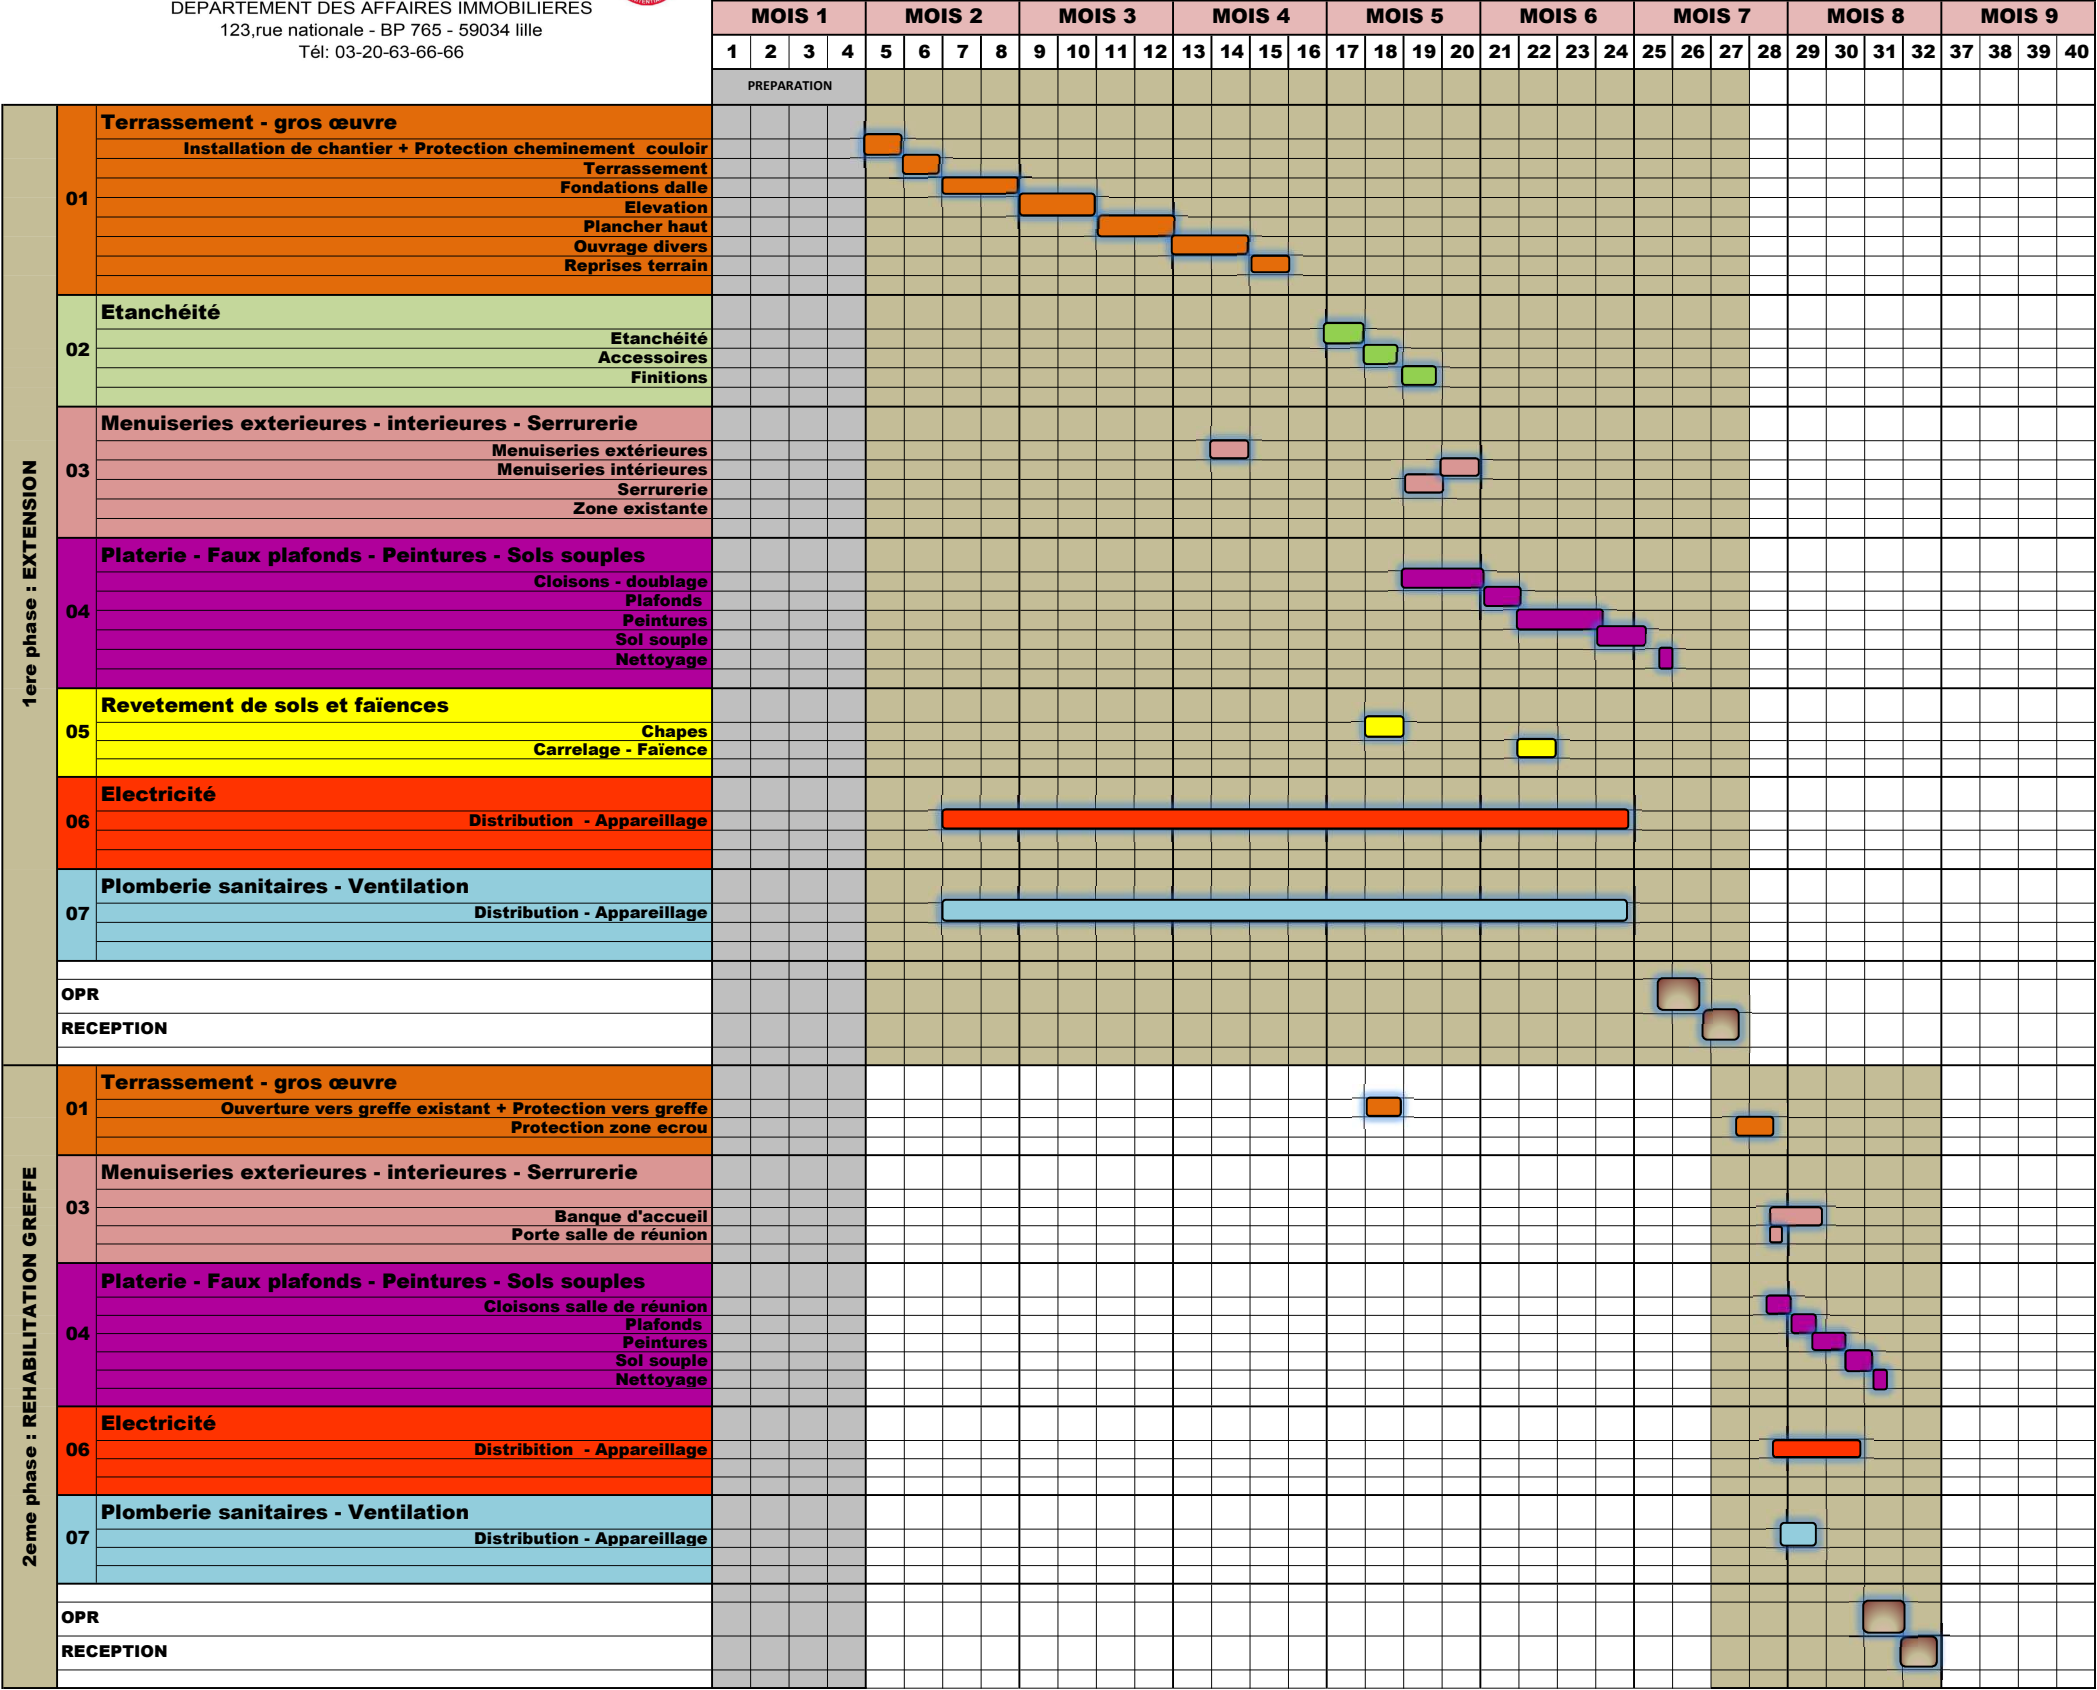 DEPARTEMENT DES AFFAIRES IMMOBILIERES
123,rue nationale - BP 765 - 59034 lille
Tél: 03-20-63-66-66
MOIS 1 MOIS 2 MOIS 3 MOIS 4 MOIS 5 MOIS 6 MOIS 7 MOIS 8 MOIS 9
1 2 3 4 5 6 7 8 9 10 11 12 13 14 15 16 17 18 19 20 21 22 23 24 25 26 27 28 29 30 31 32 37 38 39 40
PREPARATION
1ere phase : EXTENSION
01
Terrassement - gros œuvre
Installation de chantier + Protection cheminement couloir
Terrassement
Fondations dalle
Elevation
Plancher haut
Ouvrage divers
Reprises terrain
02
Etanchéité
Etanchéité
Accessoires
Finitions
03
Menuiseries exterieures - interieures - Serrurerie
Menuiseries extérieures
Menuiseries intérieures
Serrurerie
Zone existante
04
Platerie - Faux plafonds - Peintures - Sols souples
Cloisons - doublage
Plafonds
Peintures
Sol souple
Nettoyage
05
Revetement de sols et faïences
Chapes
Carrelage - Faïence
06
Electricité
Distribution - Appareillage
07
Plomberie sanitaires - Ventilation
Distribution - Appareillage
OPR
RECEPTION
2eme phase : REHABILITATION GREFFE
01
Terrassement - gros œuvre
Ouverture vers greffe existant + Protection vers greffe
Protection zone ecrou
03
Menuiseries exterieures - interieures - Serrurerie
Banque d'accueil
Porte salle de réunion
04
Platerie - Faux plafonds - Peintures - Sols souples
Cloisons salle de réunion
Plafonds
Peintures
Sol souple
Nettoyage
06
Electricité
Distribition - Appareillage
07
Plomberie sanitaires - Ventilation
Distribution - Appareillage
OPR
RECEPTION